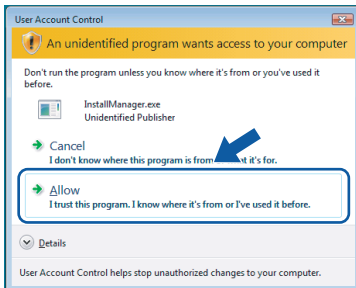 User Account Control
An unidentified program wants access to your computer
Don't run the program unless you know where it's from or you've used it
before.
InstallManager.exe
Unidentified Publisher
Cancel
I don't know where this program is from it's for.
Allow
I trust this program. I know where it's from or I've used it before.
Details
User Account Control helps stop unauthorized changes to your computer.